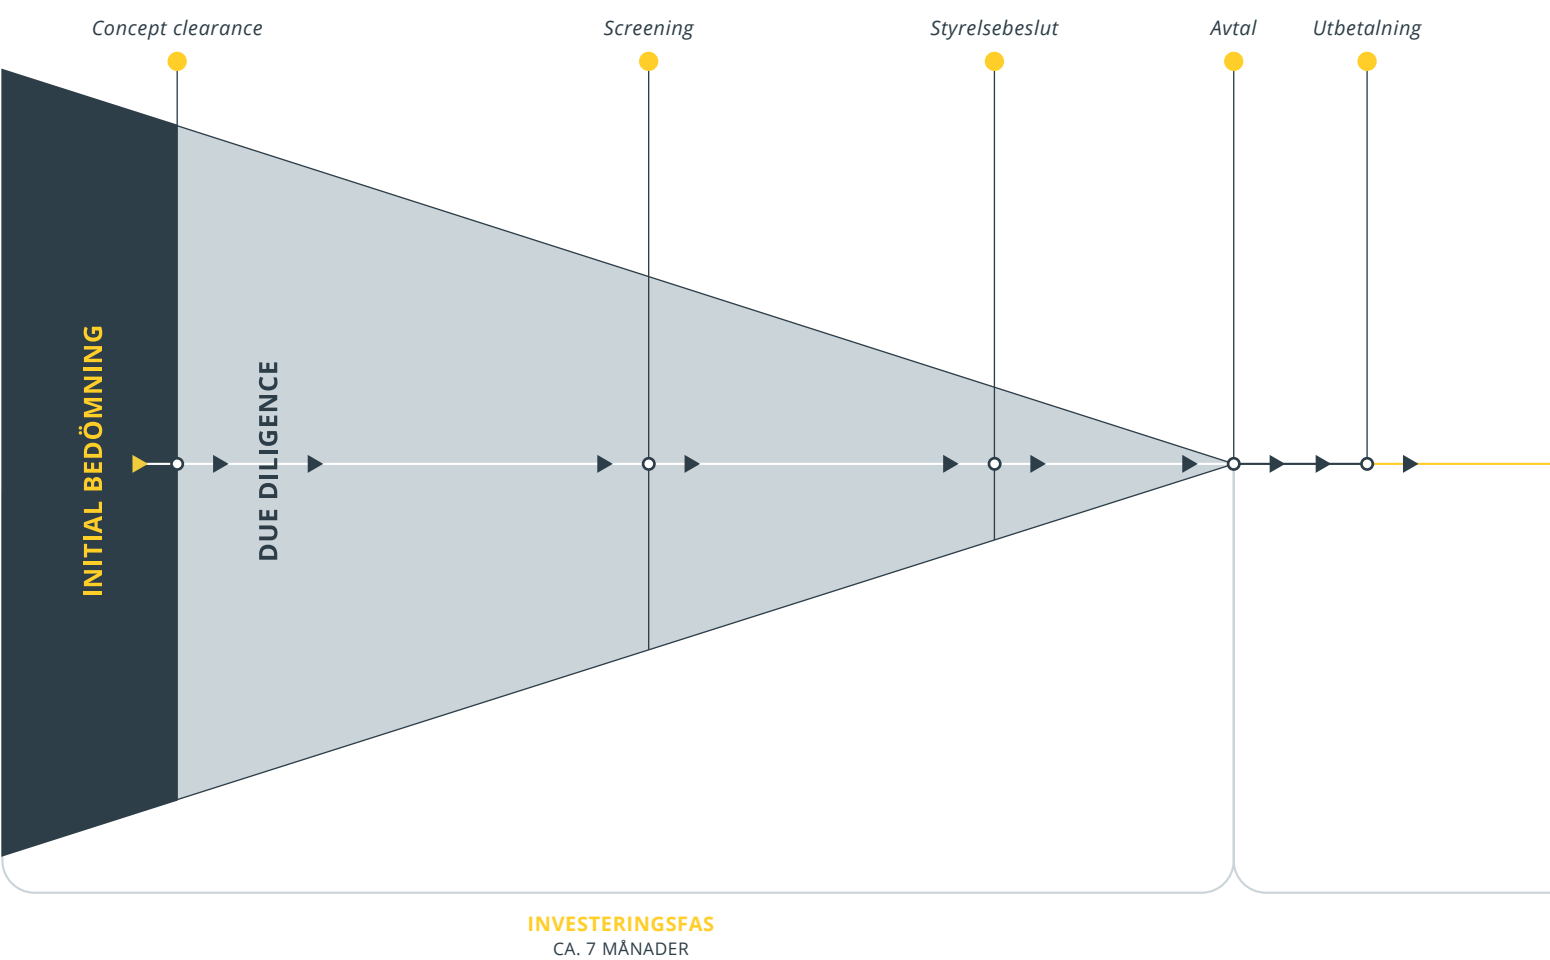 Concept clearance
Screening
Styrelsebeslut
Avtal
Utbetalning
INITIAL BEDÖMNING
DUE DILIGENCE
INVESTERINGSFAS
CA. 7 MÅNADER